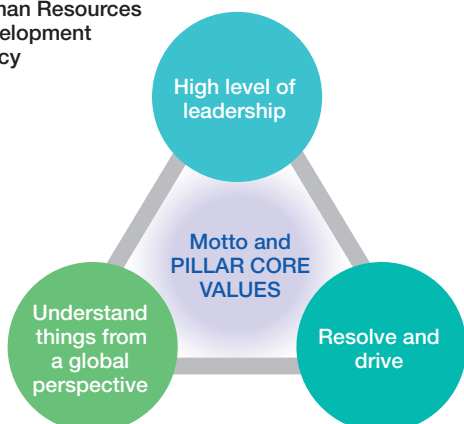 man Resources
velopment
cy
High level of
leadership
Motto and
PILLAR CORE
VALUES
Understand
things from
a global
perspective
Resolve and
drive